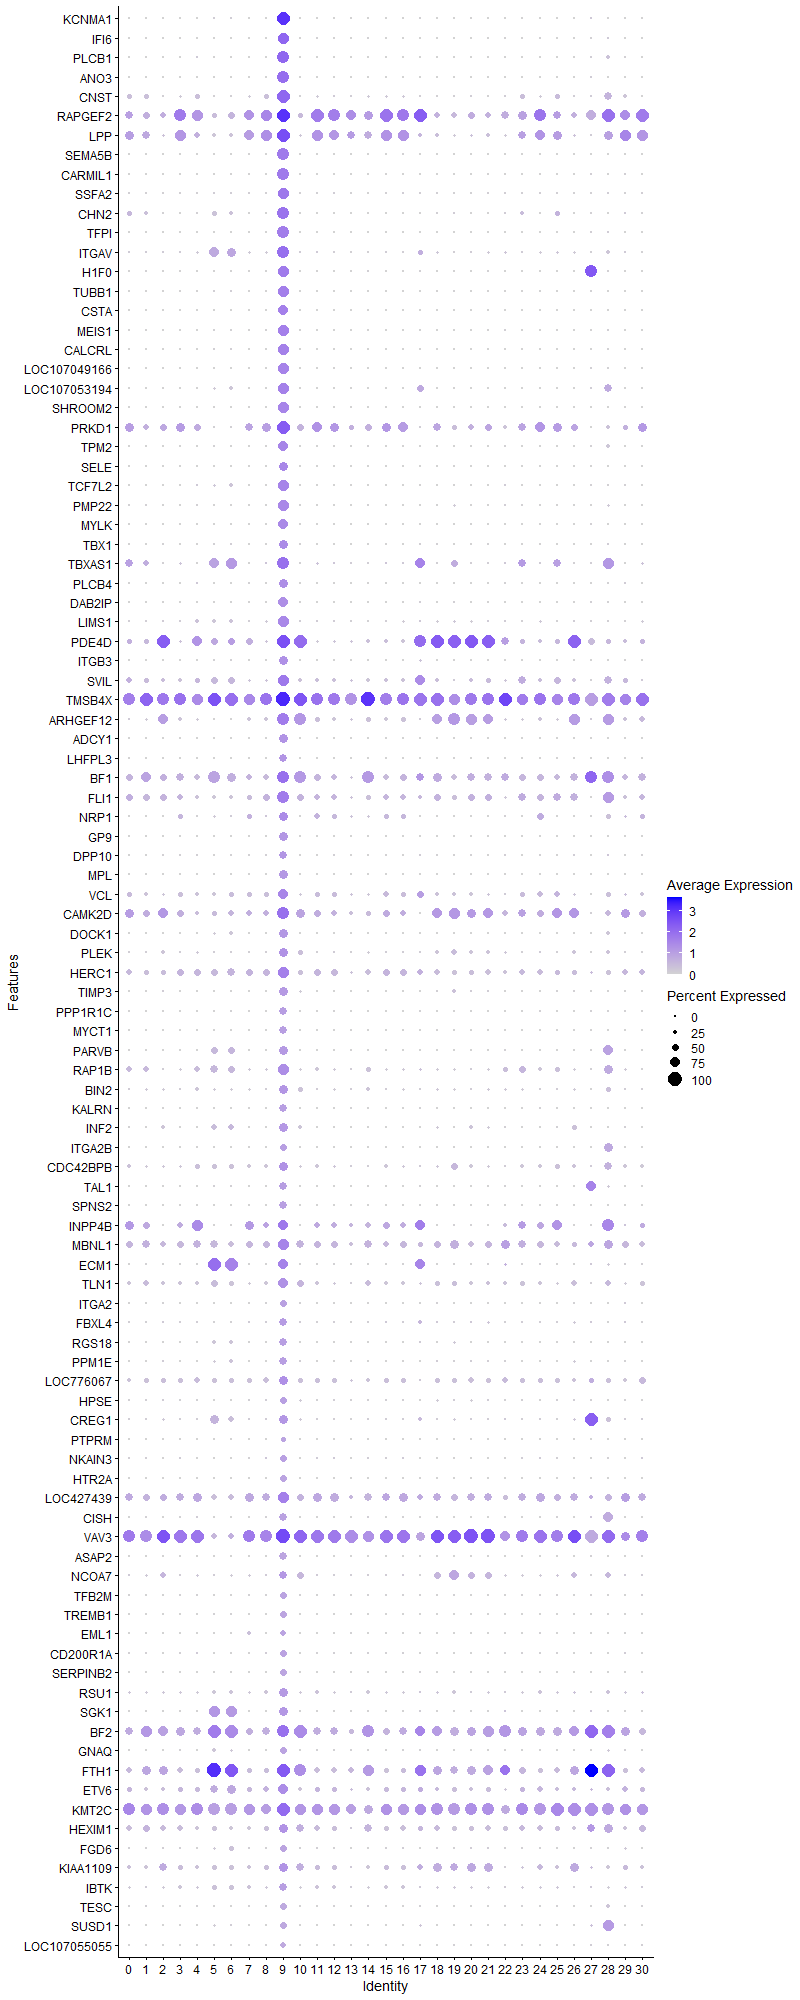 KCNMA1
IFI6
PLCB1
ANO3
CNST
RAPGEF2
LPP
SEMA5B
CARMIL1
SSFA2
CHN2
TFPI
ITGAV
H1F0
TUBB1
CSTA
MEIS1
CALCRL
LOC107049166
LOC107053194
SHROOM2
PRKD1
TPM2
SELE
TCF7L2
PMP22
MYLK
TBX1
TBXAS1
PLCB4
DAB2IP
LIMS1
PDE4D
ITGB3
SVIL
TMSB4X
ARHGEF12
ADCY1
LHFPL3
BF1
FLI1
NRP1
GP9
DPP10
MPL
VCL
CAMK2D
DOCK1
PLEK
HERC1
TIMP3
PPP1R1C
MYCT1
PARVB
RAP1B
BIN2
KALRN
INF2
ITGA2B
CDC42BPB
TAL1
SPNS2
INPP4B
MBNL1
ECM1
TLN1
ITGA2
FBXL4
RGS18
PPM1E
LOC776067
HPSE
CREG1
PTPRM
NKAIN3
HTR2A
LOC427439
CISH
VAV3
ASAP2
NCOA7
TFB2M
TREMB1
EML1
CD200R1A
SERPINB2
RSU1
SGK1
BF2
GNAQ
FTH1
ETV6
KMT2C
HEXIM1
FGD6
KIAA1109
IBTK
TESC
SUSD1
LOC107055055
Features
0 1 2 3 4 5 6 7 8 9 10 11 12 13 14 15 16 17 18 19 20 21 22 23 24 25 26 27 28 29 30
Identity
Average Expression
3
2
1
0
Percent Expressed
0
25
50
75
100